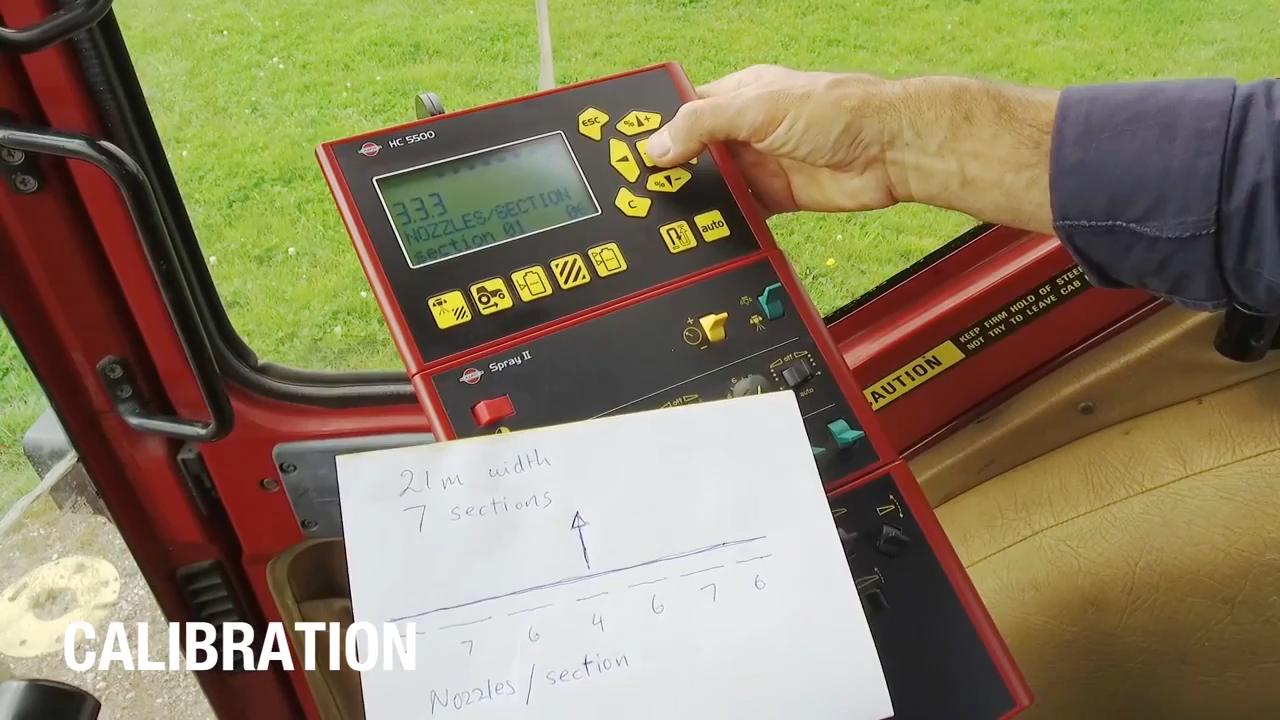 HC 5500
ESC
% +
% -
C
auto
3.3.3
NOZZLES/SECTION
section 01
KEEP FIRM HOLD OF STEE
NOT TRY TO LEAVE CAB
CAUTION
Spray II
off
off
auto
21m width
7 sections
7 6 4 6 7 6
Nozzles / section
CALIBRATION